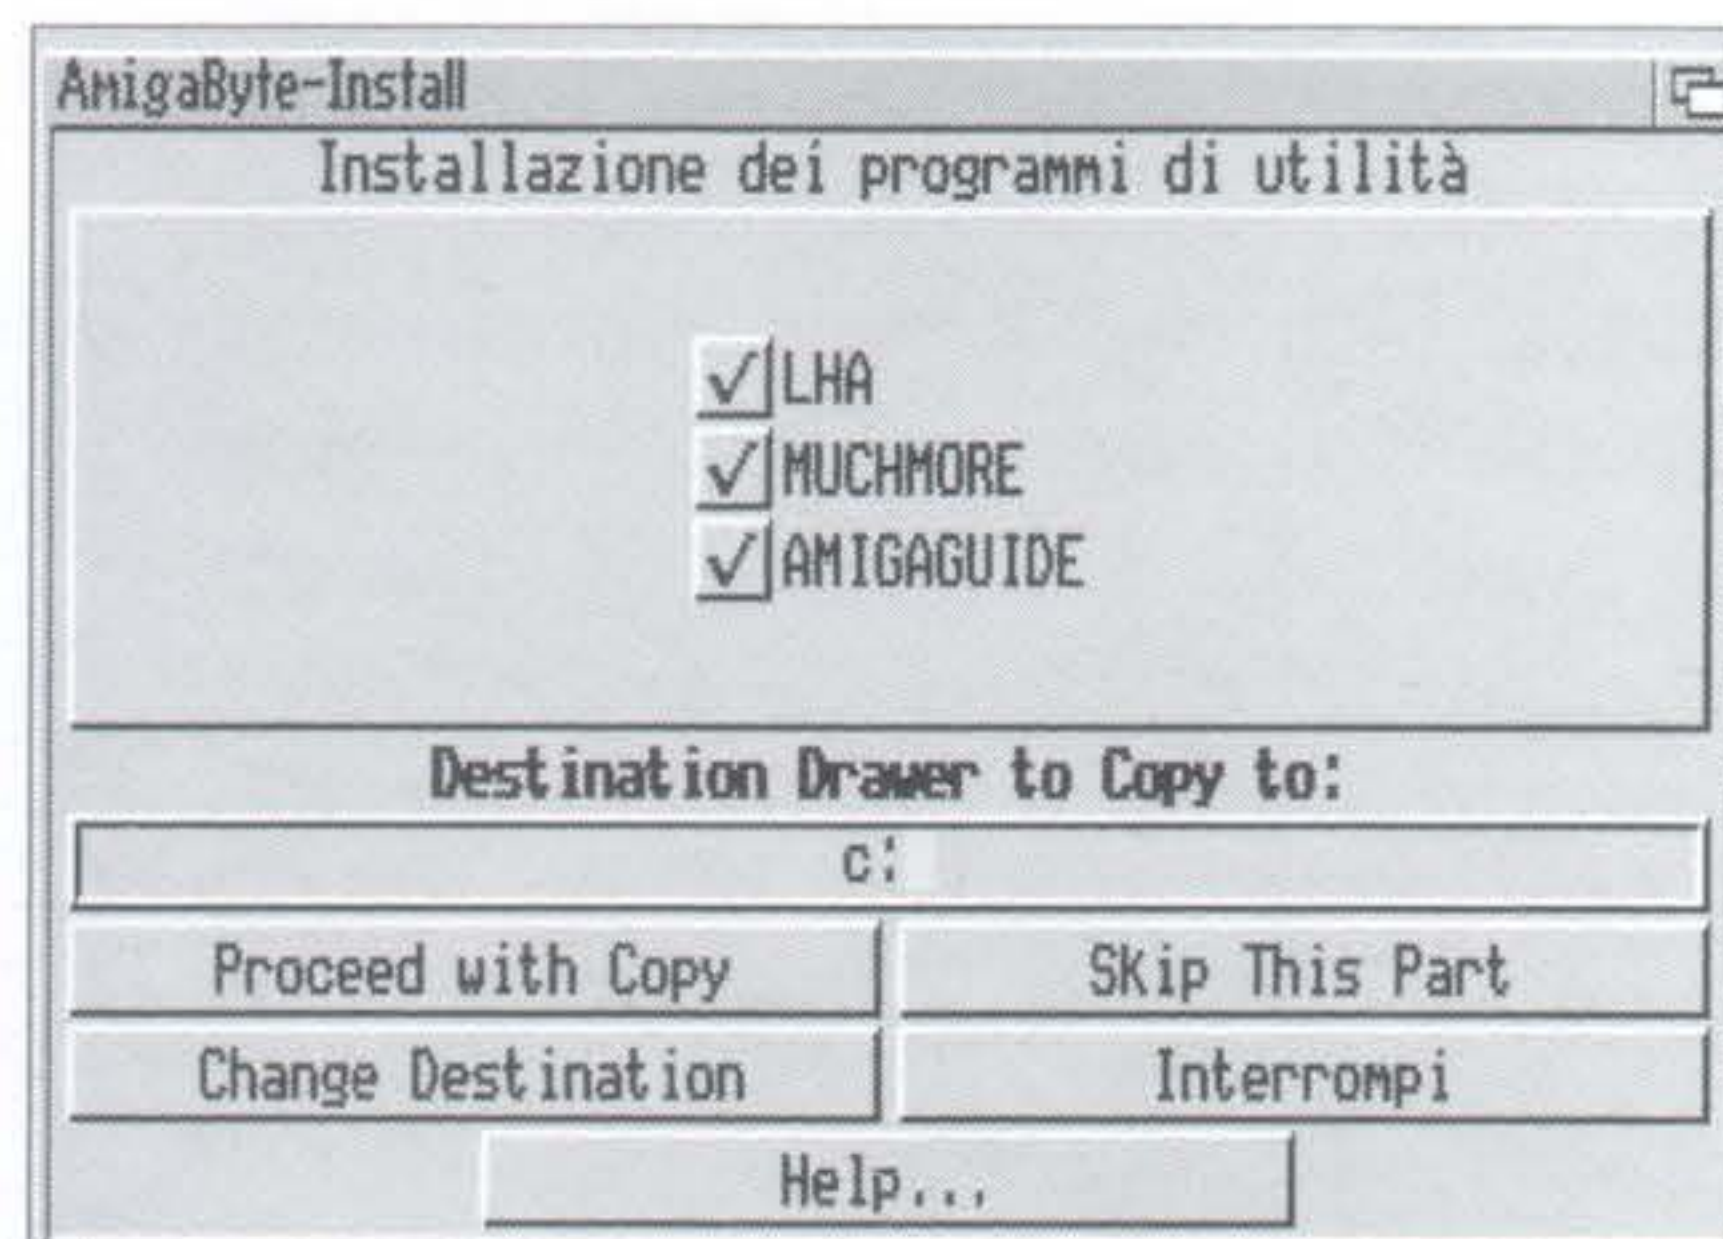 AmigaByte-Install
Installazione dei programmi di utilità
LHA
MUCHMORE
AMIGAGUIDE
Destination Drawer to Copy to:
c:
Proceed with Copy
Skip This Part
Change Destination
Interrompi
Help...